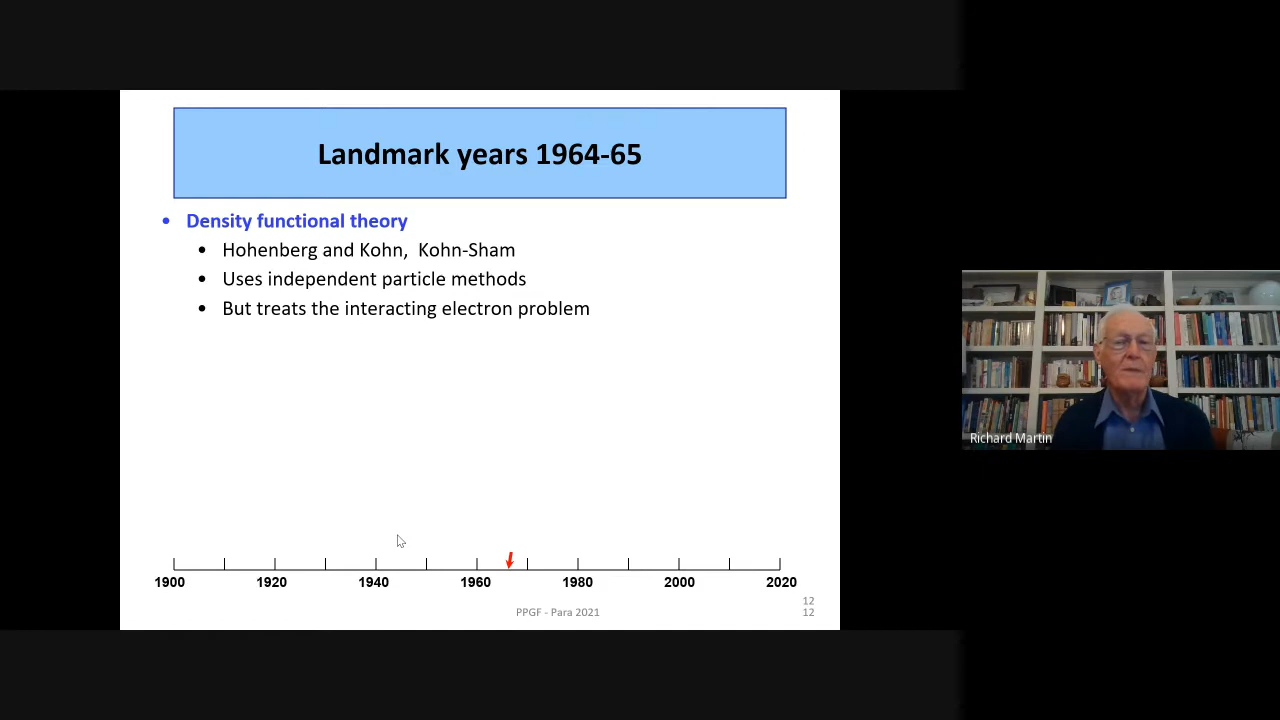 Landmark years 1964-65
• Density functional theory
• Hohenberg and Kohn, Kohn-Sham
• Uses independent particle methods
• But treats the interacting electron problem
Richard Martin
1900 1920 1940 1960 1980 2000 2020
12
PPGF - Para 2021 12